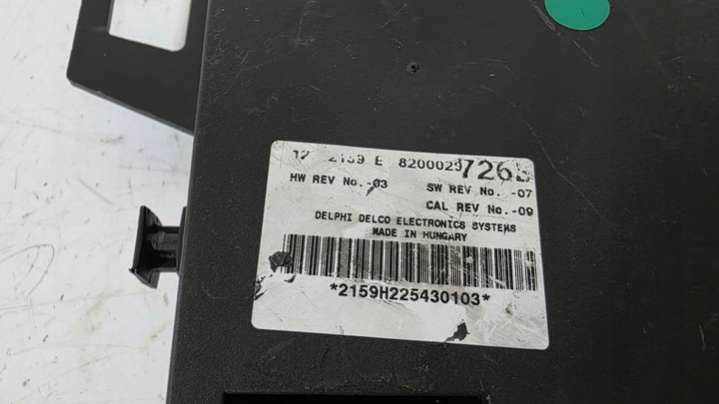 E 8200029
HW REV No.-03 SW REV No. -07
CAL REV No.-09
DELPHI DELCO ELECTRONICS SYSTEMS
MADE IN HUNGARY
*2159H225430103*